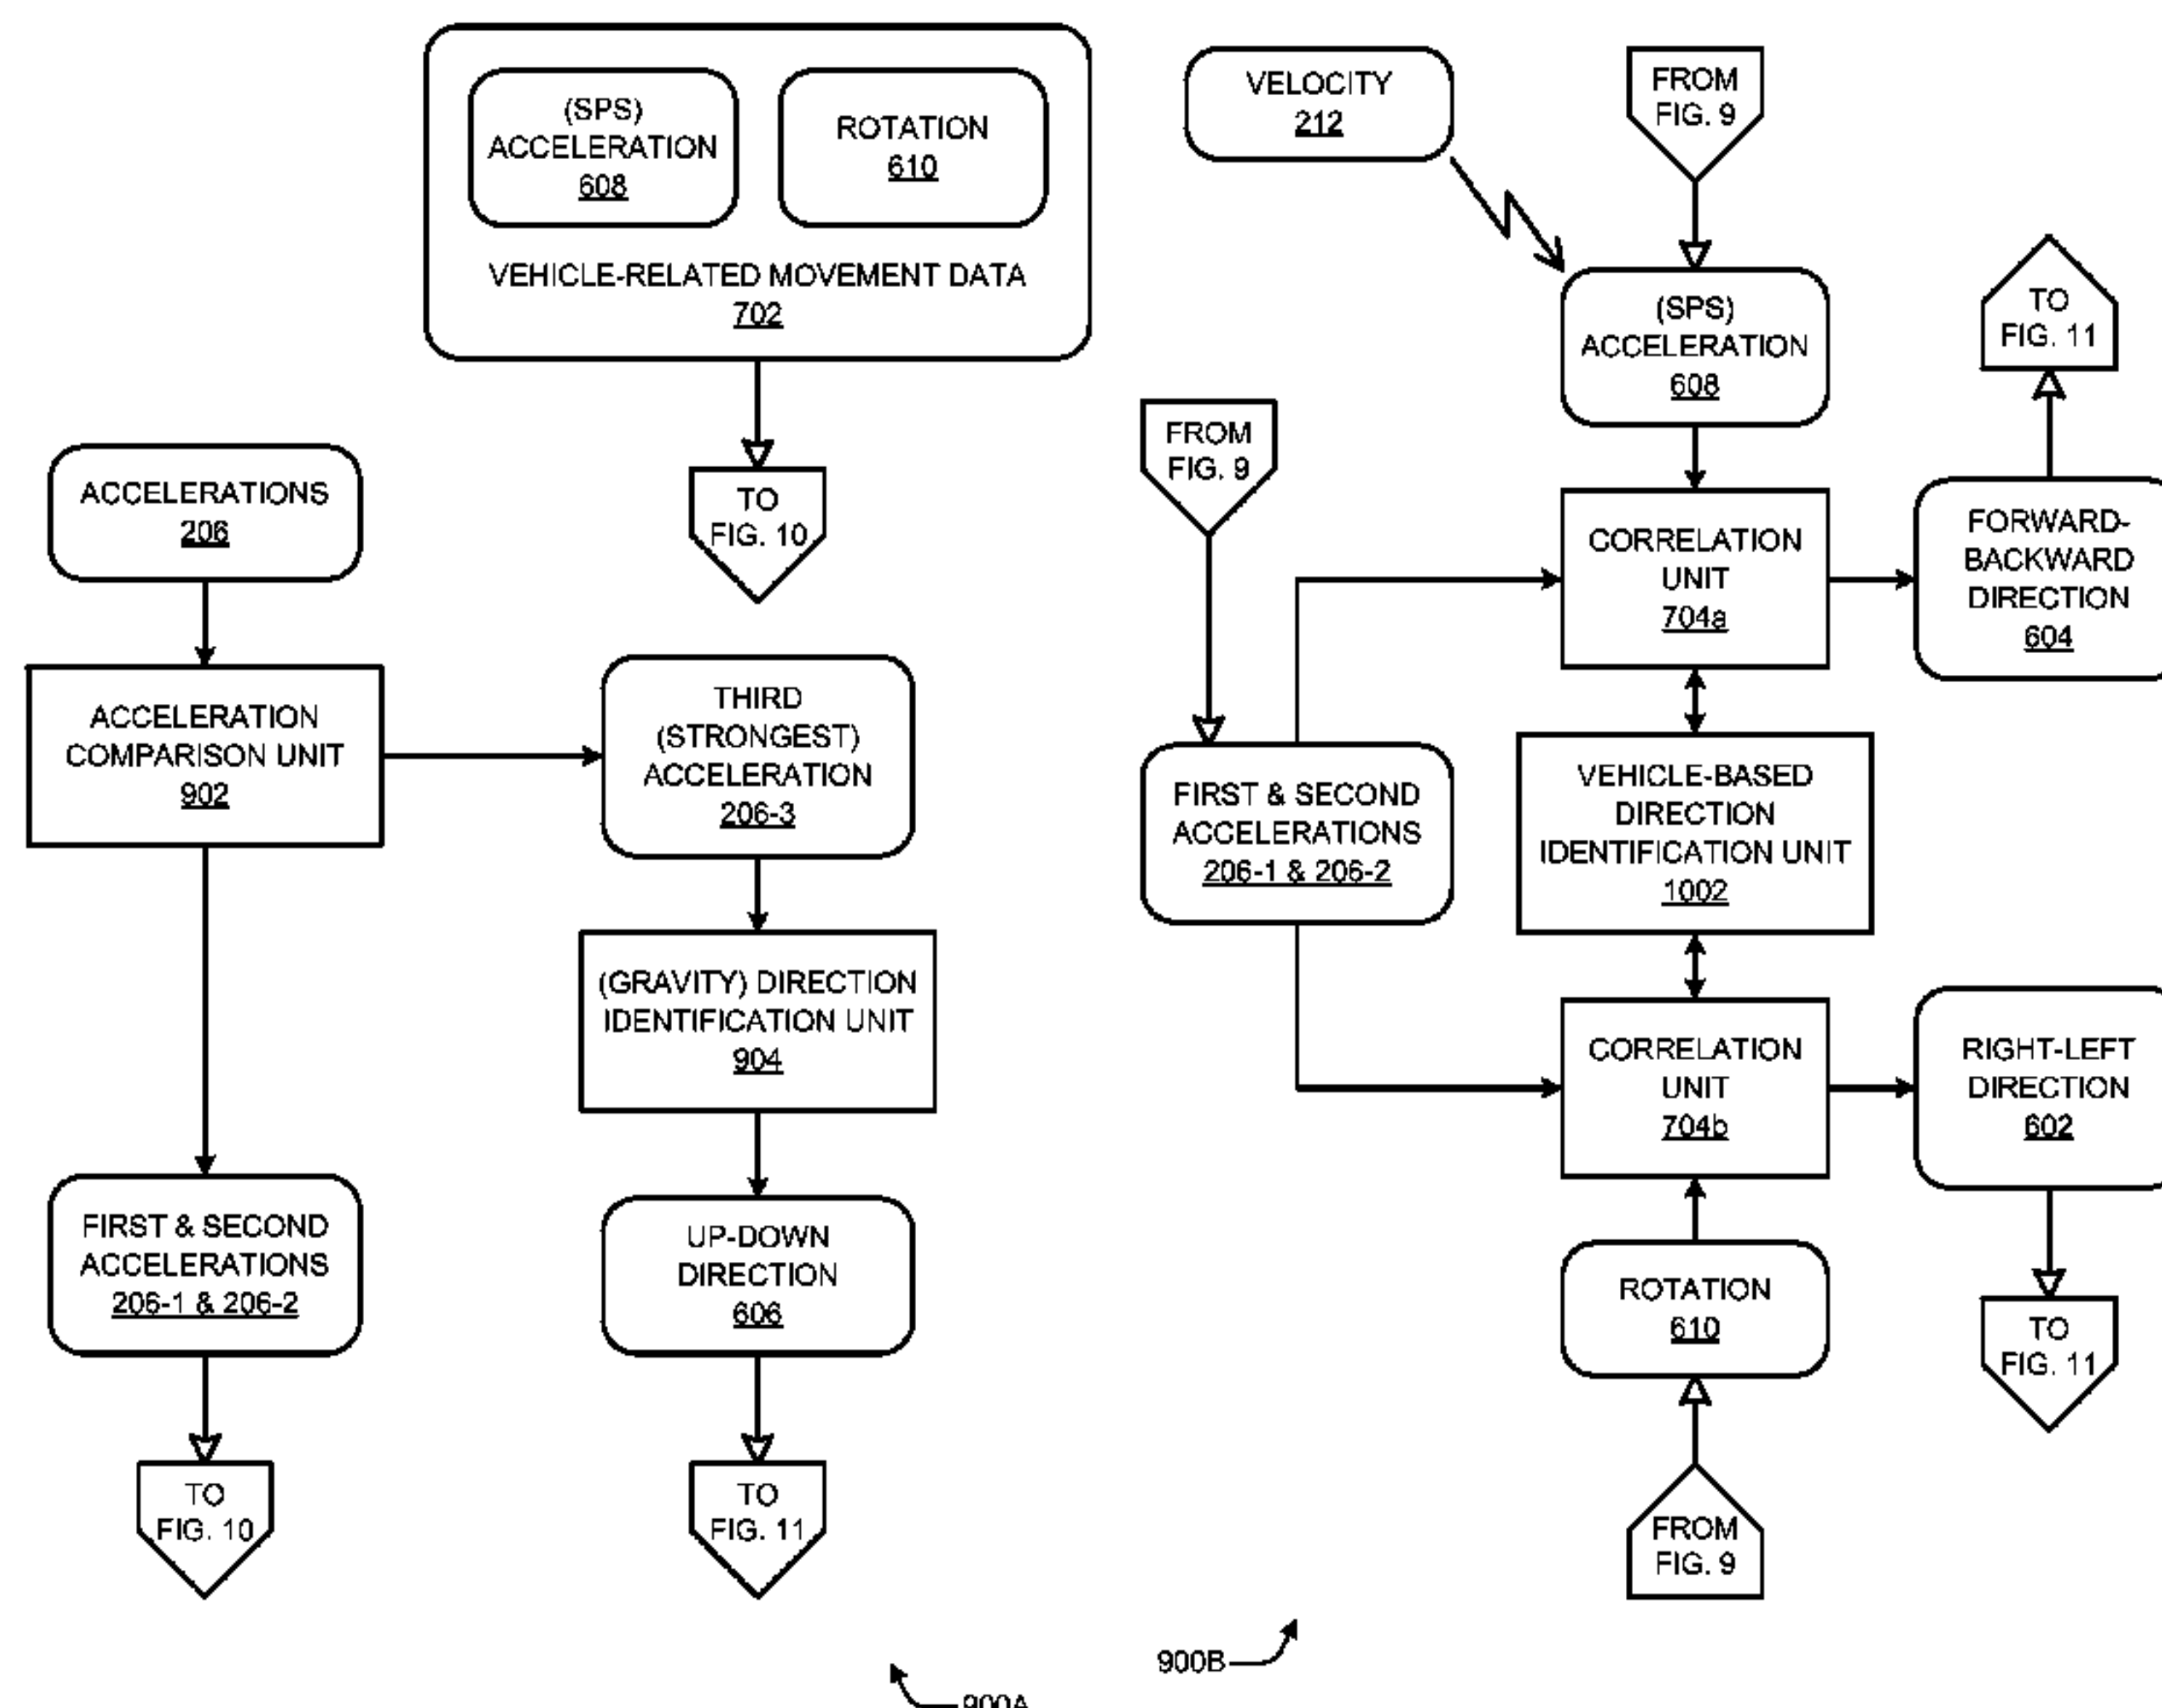 (SPS)
ACCELERATION
608
ROTATION
610
VEHICLE-RELATED MOVEMENT DATA
702
TO
FIG. 10
ACCELERATIONS
206
ACCELERATION
COMPARISON UNIT
902
THIRD
(STRONGEST)
ACCELERATION
206-3
(GRAVITY) DIRECTION
IDENTIFICATION UNIT
904
FIRST & SECOND
ACCELERATIONS
206-1 & 206-2
UP-DOWN
DIRECTION
606
TO
FIG. 10
TO
FIG. 11
900A
VELOCITY
212
FROM
FIG. 9
(SPS)
ACCELERATION
608
TO
FIG. 11
FROM
FIG. 9
CORRELATION
UNIT
704a
FORWARD-
BACKWARD
DIRECTION
604
FIRST & SECOND
ACCELERATIONS
206-1 & 206-2
VEHICLE-BASED
DIRECTION
IDENTIFICATION UNIT
1002
CORRELATION
UNIT
704b
RIGHT-LEFT
DIRECTION
602
ROTATION
610
TO
FIG. 11
FROM
FIG. 9
900B